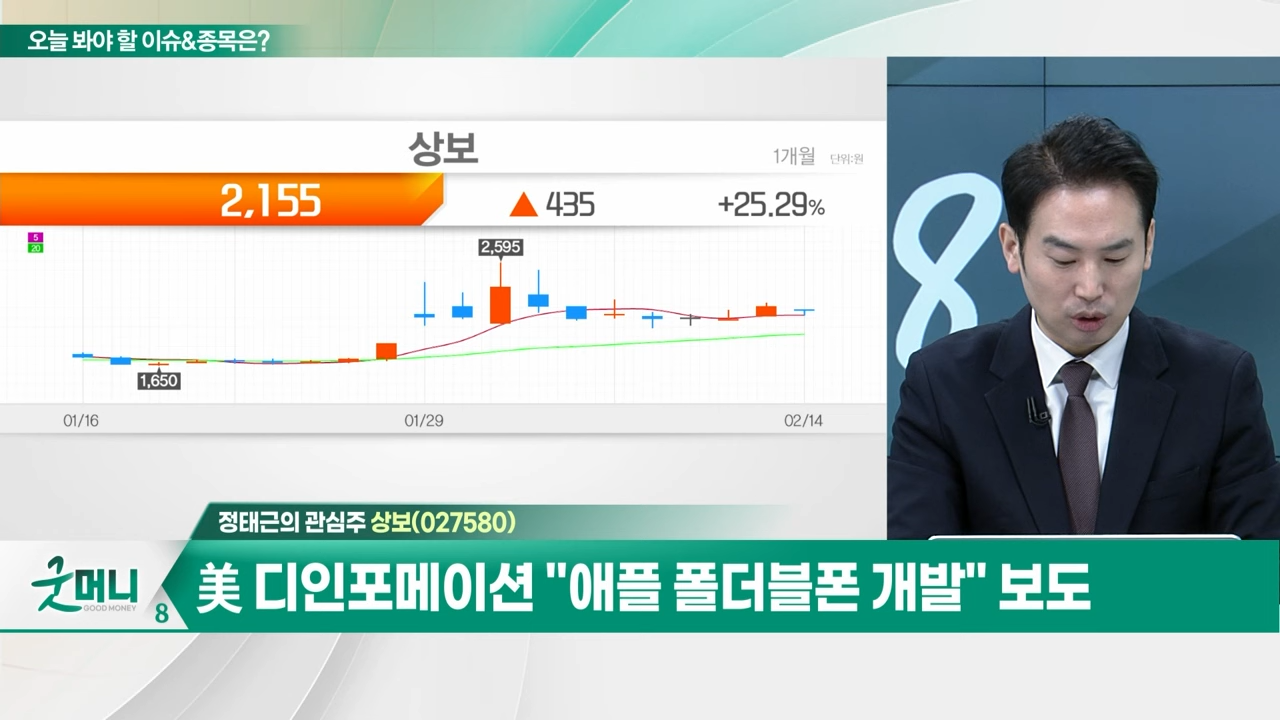 오늘 봐야 할 이슈&종목은?
상보
1개월 단위:원
2,155 ▲ 435 +25.29%
5
20
2,595
1,650
01/16 01/29 02/14
8
정태근의 관심주 상보(027580)
굿머니
GOOD MONEY
8
美 디인포메이션 "애플 폴더블폰 개발" 보도